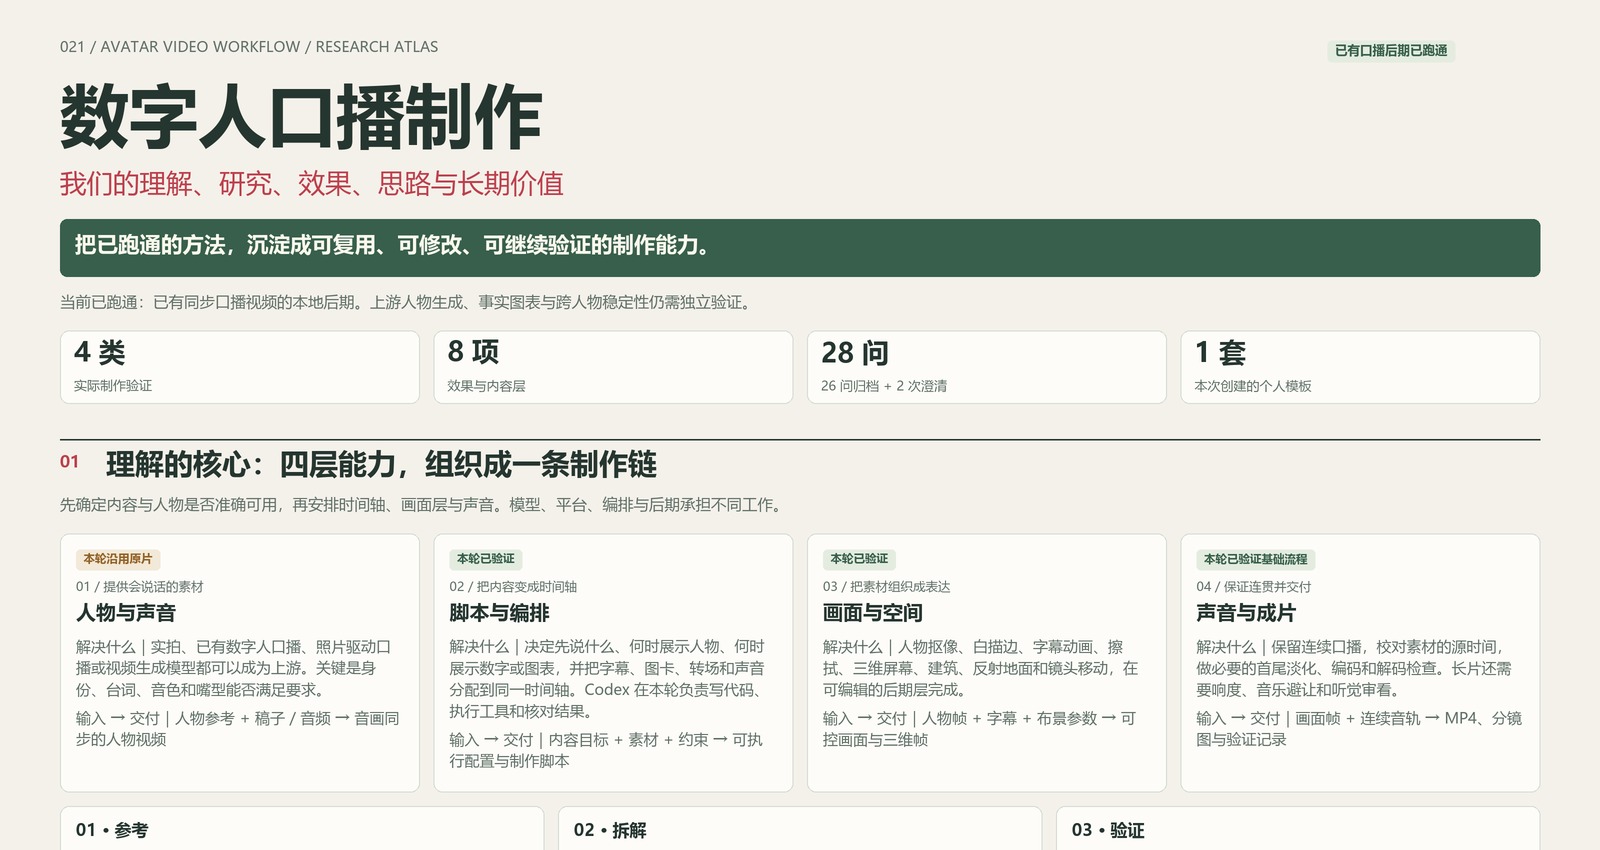 021 / AVATAR VIDEO WORKFLOW / RESEARCH ATLAS
已有口播后期已跑通
数字人口播制作
我们的理解、研究、效果、思路与长期价值
把已跑通的方法，沉淀成可复用、可修改、可继续验证的制作能力。
当前已跑通：已有同步口播视频的本地后期。上游人物生成、事实图表与跨人物稳定性仍需独立验证。
4 类
实际制作验证
8 项
效果与内容层
28 问
26 问归档 + 2 次澄清
1 套
本次创建的个人模板
01 理解的核心：四层能力，组织成一条制作链
先确定内容与人物是否准确可用，再安排时间轴、画面层与声音。模型、平台、编排与后期承担不同工作。
本轮沿用原片
01 / 提供会说话的素材
人物与声音
解决什么 | 实拍、已有数字人口播、照片驱动口
播或视频生成模型都可以成为上游。关键是身
份、台词、音色和嘴型能否满足要求。
输入 → 交付 | 人物参考 + 稿子 / 音频 → 音画同
步的人物视频
本轮已验证
02 / 把内容变成时间轴
脚本与编排
解决什么 | 决定先说什么、何时展示人物、何时
展示数字或图表，并把字幕、图卡、转场和声音
分配到同一时间轴。Codex 在本轮负责写代码、
执行工具和核对结果。
输入 → 交付 | 内容目标 + 素材 + 约束 → 可执
行配置与制作脚本
本轮已验证
03 / 把素材组织成表达
画面与空间
解决什么 | 人物抠像、白描边、字幕动画、擦
拭、三维屏幕、建筑、反射地面和镜头移动，在
可编辑的后期层完成。
输入 → 交付 | 人物帧 + 字幕 + 布景参数 → 可
控画面与三维帧
本轮已验证基础流程
04 / 保证连贯并交付
声音与成片
解决什么 | 保留连续口播，校对素材的源时间，
做必要的首尾淡化、编码和解码检查。长片还需
要响度、音乐避让和听觉审看。
输入 → 交付 | 画面帧 + 连续音轨 → MP4、分镜
图与验证记录
01 • 参考
02 • 拆解
03 • 验证